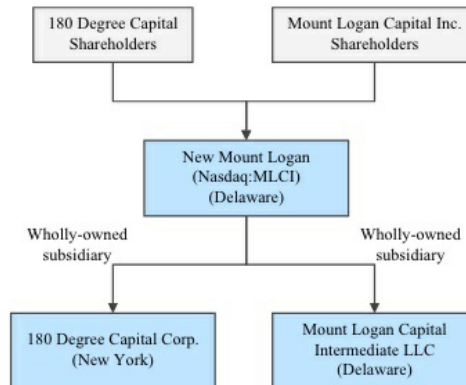 180 Degree Capital
Shareholders
Mount Logan Capital Inc.
Shareholders
New Mount Logan
(Nasdaq:MLCI)
(Delaware)
Wholly-owned
subsidiary
Wholly-owned
subsidiary
180 Degree Capital Corp.
(New York)
Mount Logan Capital
Intermediate LLC
(Delaware)